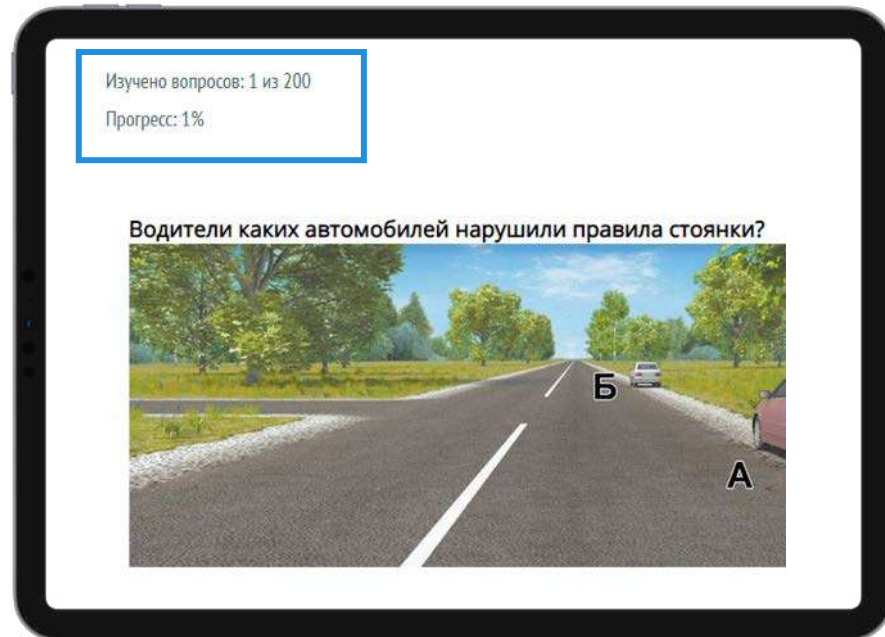 Изучено вопросов: 1 из 200
Прогресс: 1%
Водители каких автомобилей нарушили правила стоянки?
Б
А